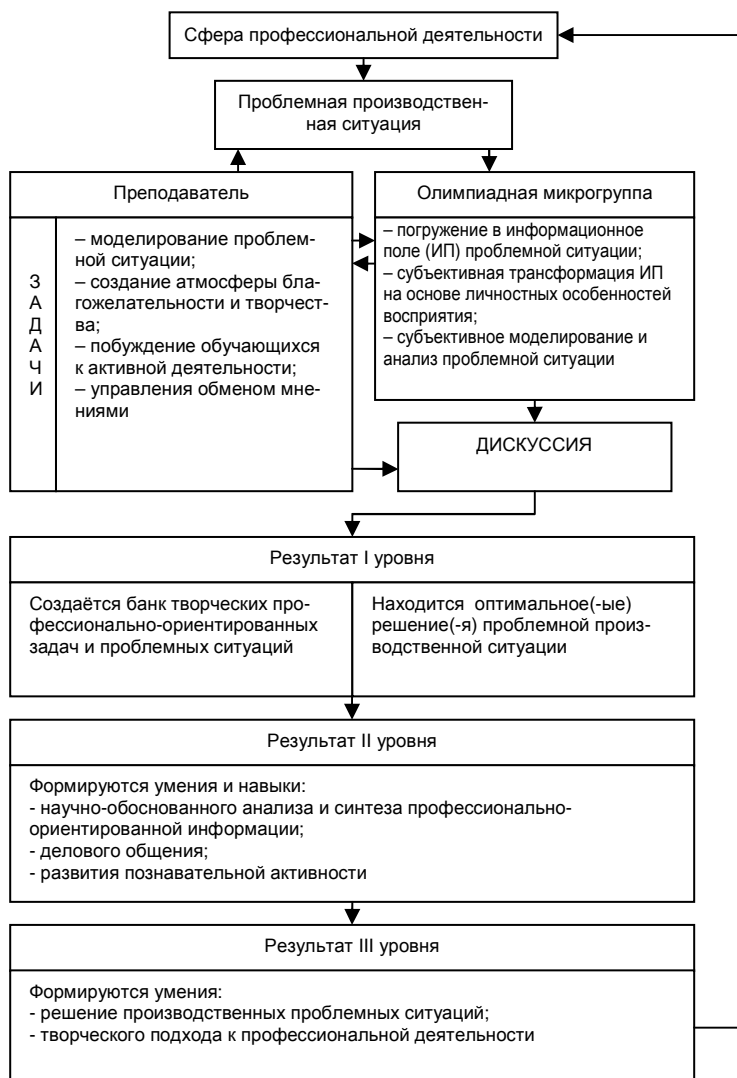 Сфера профессиональной деятельности
Проблемная производствен-
ная ситуация
Преподаватель
З
А
Д
А
Ч
И
– моделирование проблем-
ной ситуации;
– создание атмосферы бла-
гожелательности и творчест-
ва;
– побуждение обучающихся
к активной деятельности;
– управления обменом мне-
ниями
Олимпиадная микрогруппа
– погружение в информационное
поле (ИП) проблемной ситуации;
– субъективная трансформация ИП
на основе личностных особенностей
восприятия;
– субъективное моделирование и
анализ проблемной ситуации
ДИСКУССИЯ
Результат I уровня
Создаётся банк творческих про-
фессионально-ориентированных
задач и проблемных ситуаций
Находится оптимальное(-ые)
решение(-я) проблемной произ-
водственной ситуации
Результат II уровня
Формируются умения и навыки:
- научно-обоснованного анализа и синтеза профессионально-
ориентированной информации;
- делового общения;
- развития познавательной активности
Результат III уровня
Формируются умения:
- решение производственных проблемных ситуаций;
- творческого подхода к профессиональной деятельности